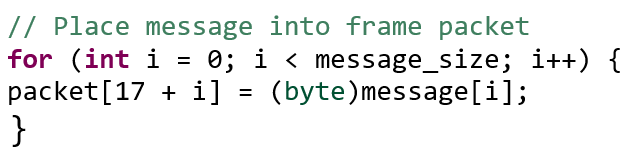 // Place message into frame packet
for (int i = 0; i < message_size; i++) {
packet[17 + i] = (byte)message[i];
}